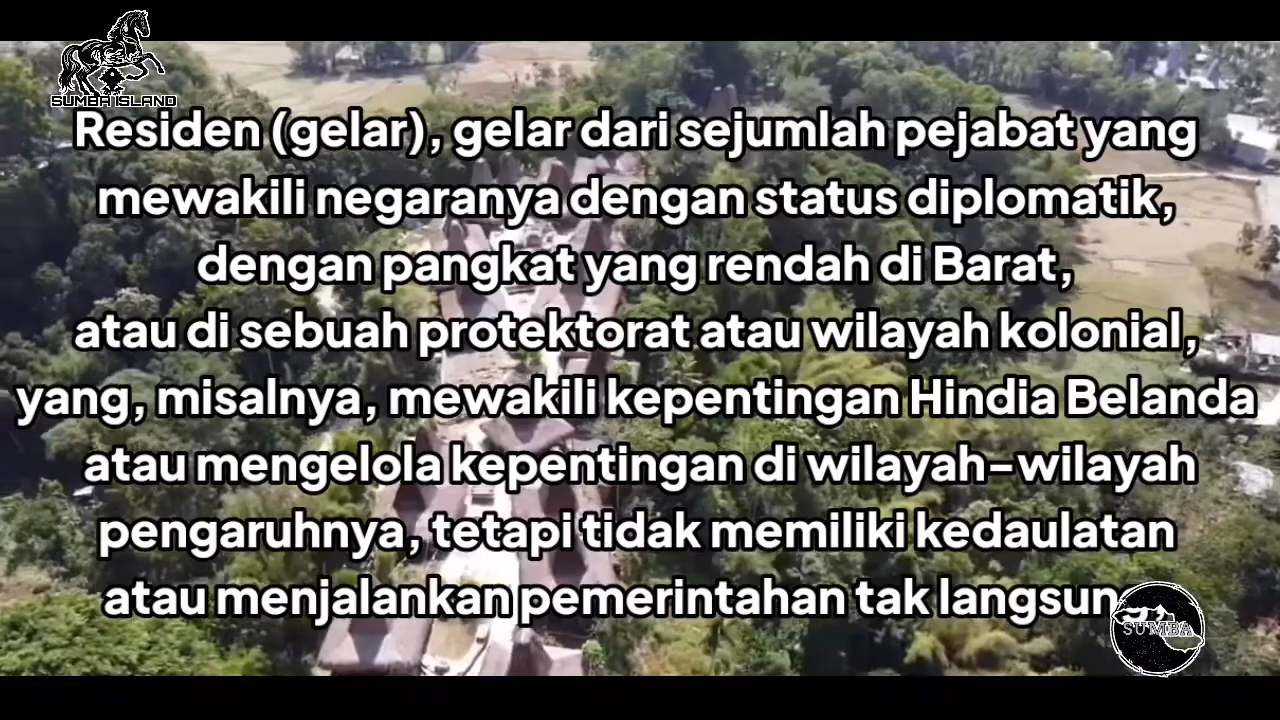 SUMBA ISLAND
Residen (gelar), gelar dari sejumlah pejabat yang
mewakili negaranya dengan status diplomatik,
dengan pangkat yang rendah di Barat,
atau di sebuah protektorat atau wilayah kolonial,
yang, misalnya, mewakili kepentingan Hindia Belanda
atau mengelola kepentingan di wilayah-wilayah
pengaruhnya, tetapi tidak memiliki kedaulatan
atau menjalankan pemerintahan tak
SUMBA